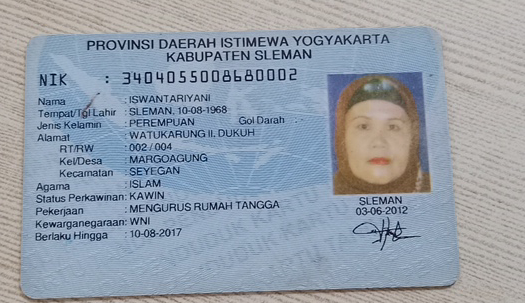 PROVINSI DAERAH ISTIMEWA YOGYAKARTA
KABUPATEN SLEMAN
NIK : 3404055008680002
Nama : ISWANTARIYANI
Tempat/Tgl Lahir : SLEMAN, 10-08-1968
Jenis Kelamin : PEREMPUAN Gol Darah : -
Alamat : WATUKARUNG II, DUKUH
RT/RW : 002 / 004
Kel/Desa : MARGOAGUNG
Kecamatan : SEYEGAN
Agama : ISLAM
Status Perkawinan: KAWIN
Pekerjaan : MENGURUS RUMAH TANGGA
Kewarganegaraan: WNI
Berlaku Hingga : 10-08-2017
SLEMAN
03-06-2012